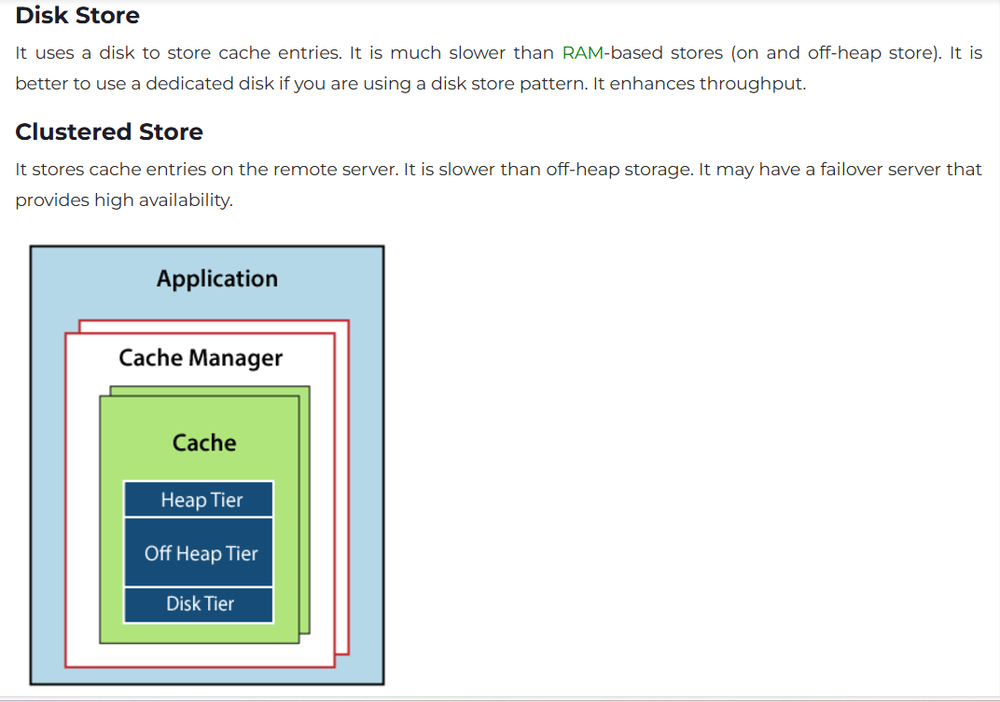 Disk Store
It uses a disk to store cache entries. It is much slower than RAM-based stores (on and off-heap store). It is
better to use a dedicated disk if you are using a disk store pattern. It enhances throughput.
Clustered Store
It stores cache entries on the remote server. It is slower than off-heap storage. It may have a failover server that
provides high availability.
Application
Cache Manager
Cache
Heap Tier
Off Heap Tier
Disk Tier